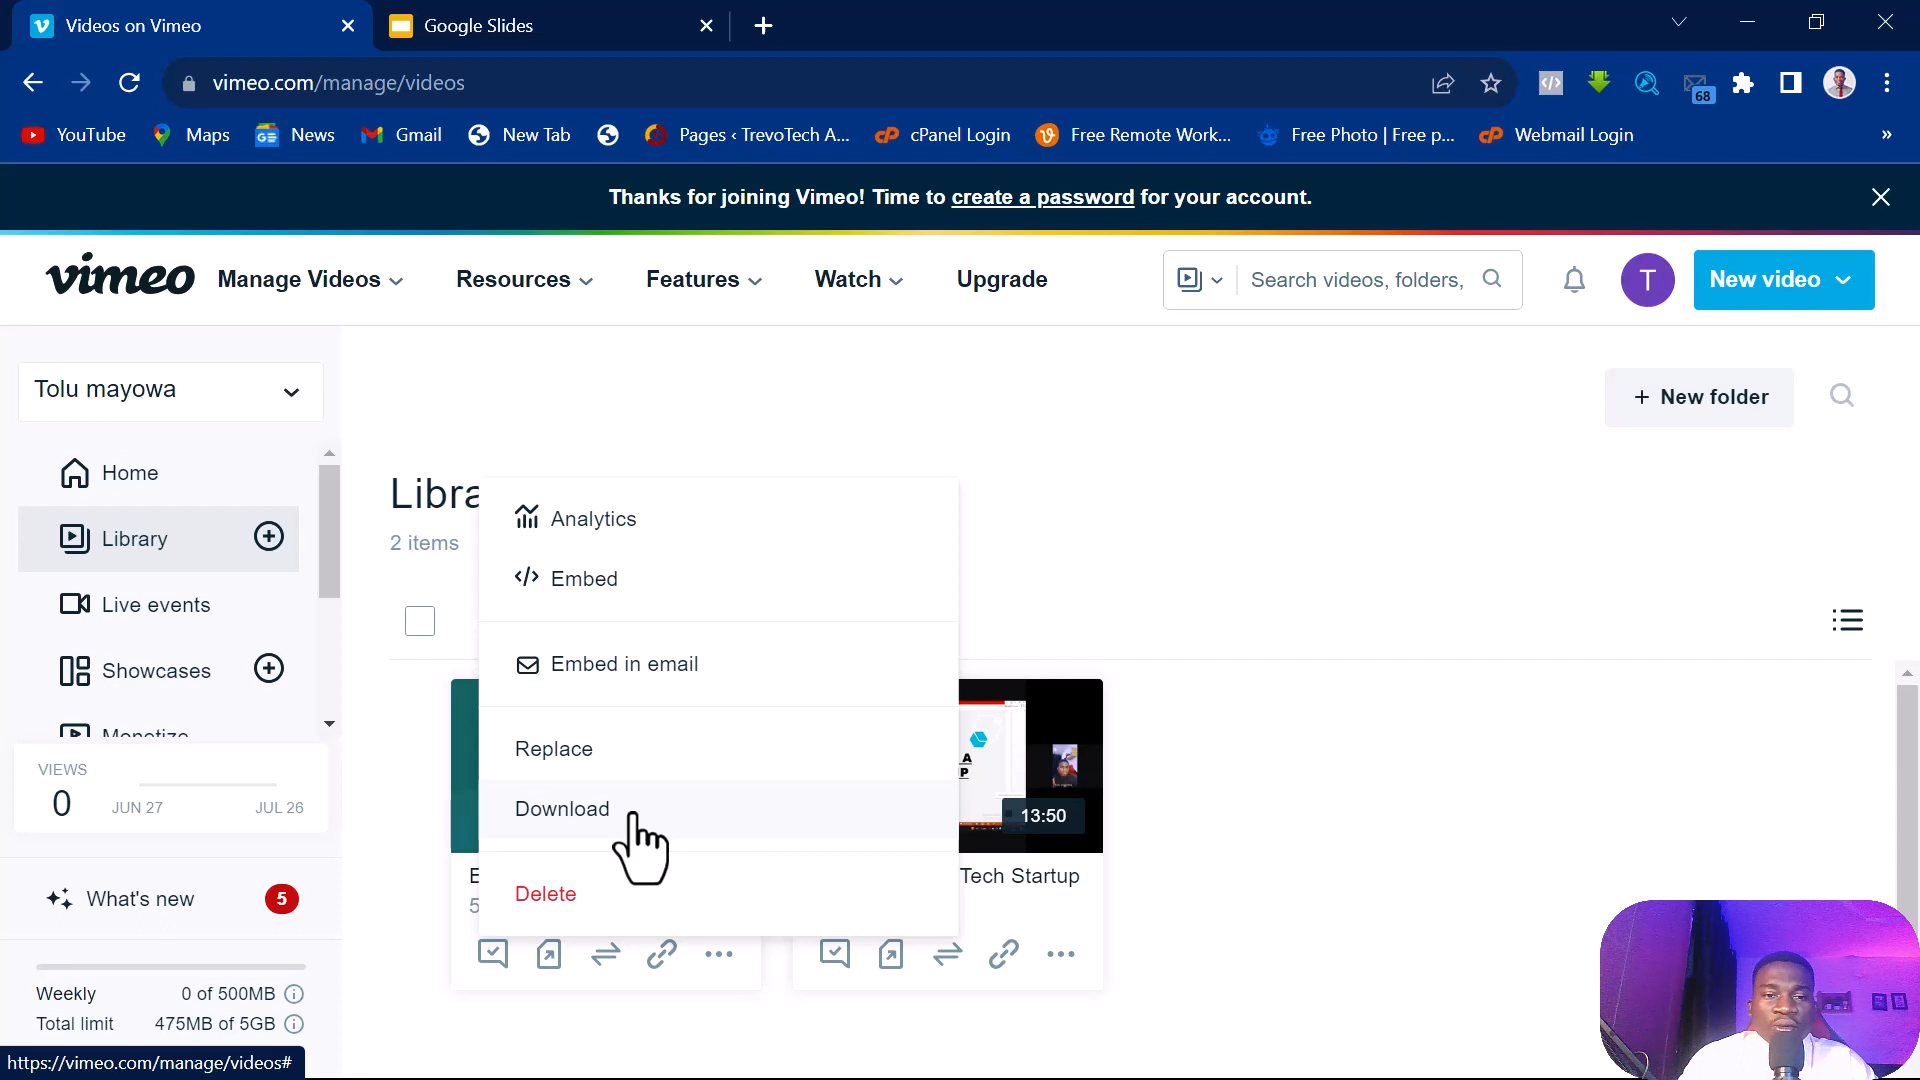 Videos on Vimeo
Google Slides
vimeo.com/manage/videos
68
YouTube
Maps
News
Gmail
New Tab
Pages ‹ TrevoTech A...
cPanel Login
Free Remote Work...
Free Photo | Free p...
Webmail Login
»
Thanks for joining Vimeo! Time to create a password for your account.
vimeo
Manage Videos
Resources
Features
Watch
Upgrade
Search videos, folders,
T
New video
Tolu mayowa
+ New folder
Home
Library
Live events
Showcases
Monetize
Libra
2 items
Analytics
Embed
Embed in email
Replace
Download
Delete
A
P
13:50
E
5
Tech Startup
VIEWS
0
JUN 27
JUL 26
What's new
5
Weekly
0 of 500MB
Total limit
475MB of 5GB
https://vimeo.com/manage/videos#